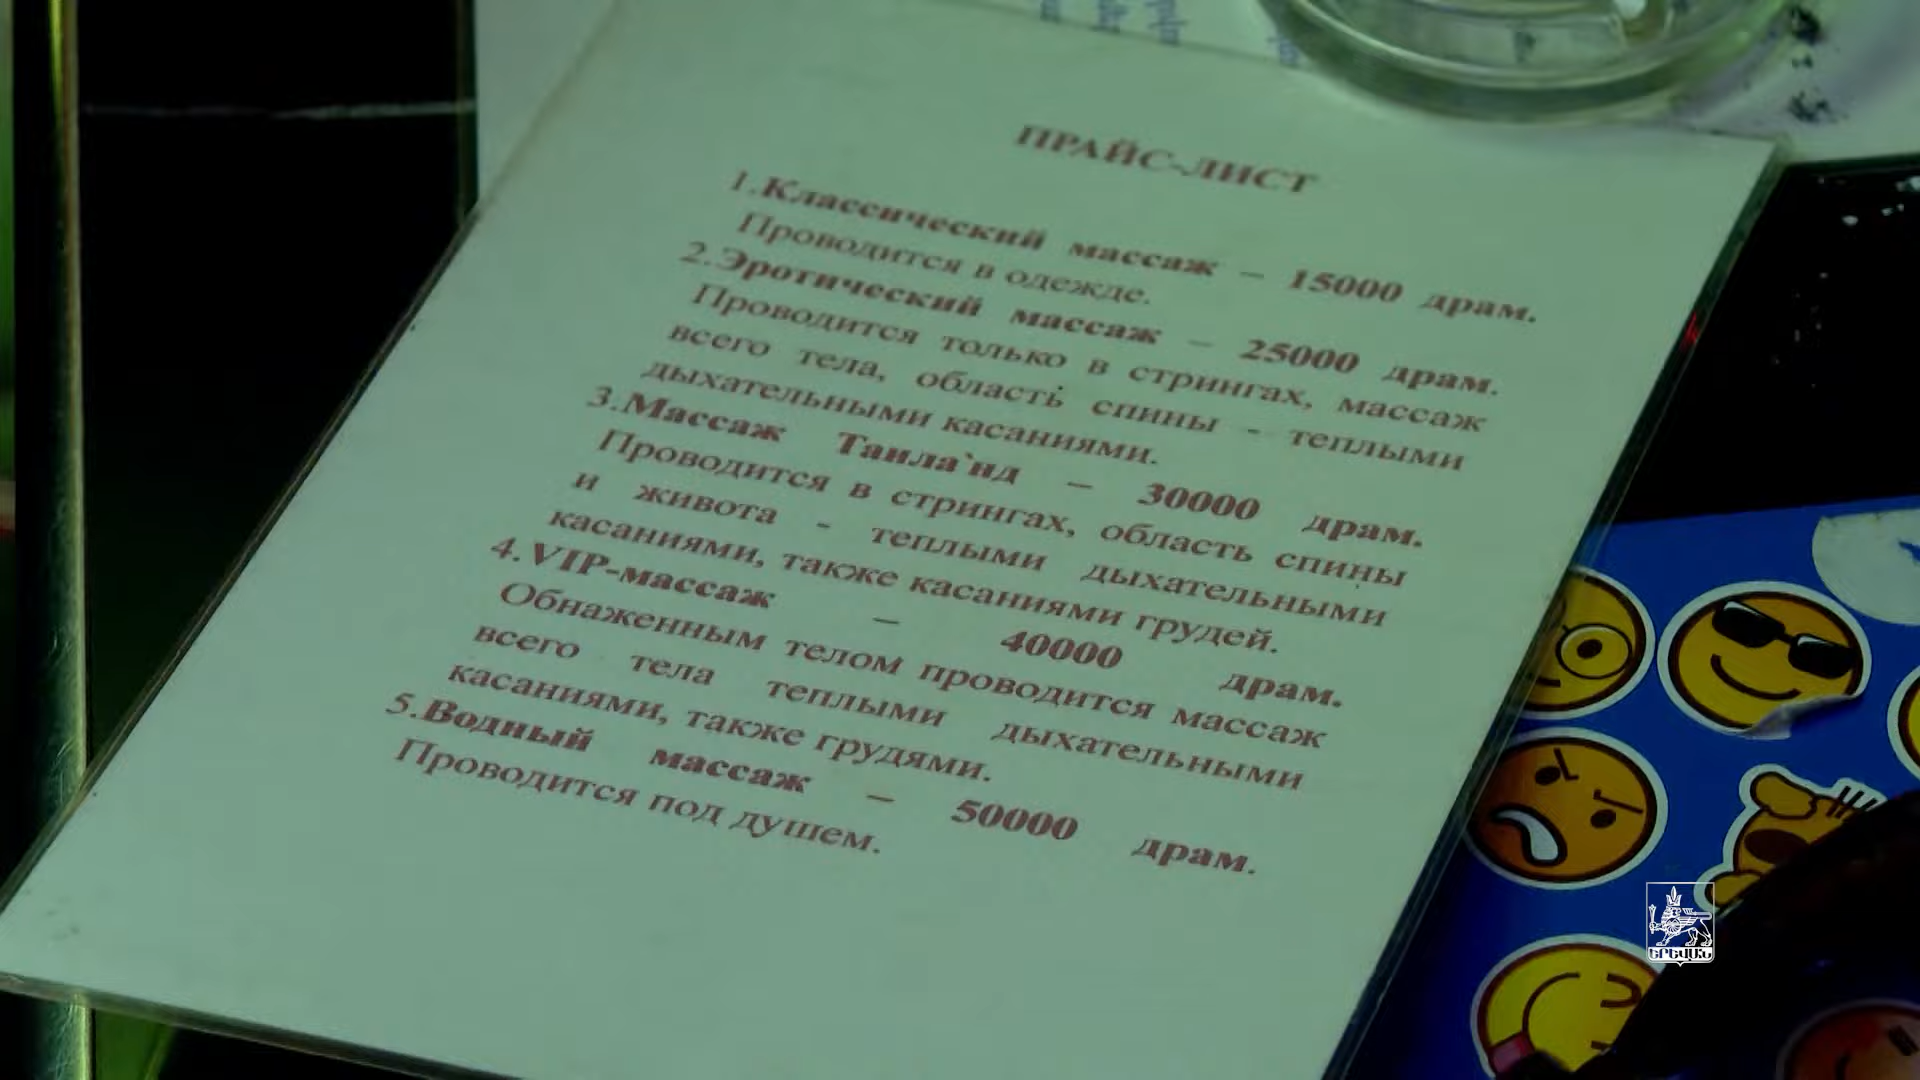 ПРАЙС-ЛИСТ
1.Классический массаж – 15000 драм.
Проводится в одежде.
2.Эротический массаж – 25000 драм.
Проводится только в стрингах, массаж
всего тела, область спины - теплыми
дыхательными касаниями.
3.Массаж Таила`нд – 30000 драм.
Проводится в стрингах, область спины
и живота - теплыми дыхательными
касаниями, также касаниями грудей.
4.VIP-массаж – 40000 драм.
Обнаженным телом проводится массаж
всего тела теплыми дыхательными
касаниями, также грудями.
5.Водный массаж – 50000 драм.
Проводится под душем.
ԵՐԵՎԱՆ